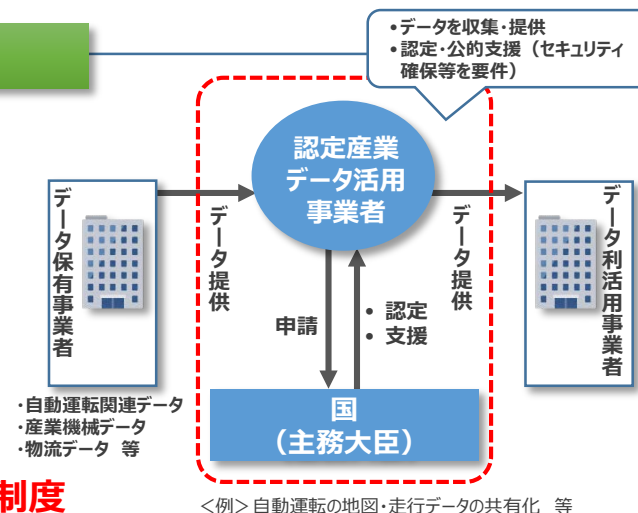 •データを収集・提供
•認定・公的支援（セキュリティ
確保等を要件）
認定産業
データ活用
事業者
データ保有事業者
データ提供
データ提供
データ利活用事業者
申請
• 認定
• 支援
国
（主務大臣）
・自動運転関連データ
・産業機械データ
・物流データ 等
制度
＜例＞自動運転の地図・走行データの共有化 等